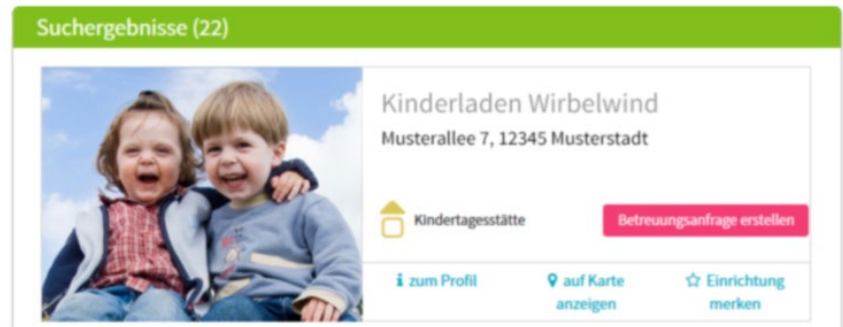 Suchergebnisse (22)
Kinderladen Wirbelwind
Musterallee 7, 12345 Musterstadt
Kindertagesstätte
Betreuungsanfrage erstellen
zum Profil
auf Karte
anzeigen
Einrichtung
merken